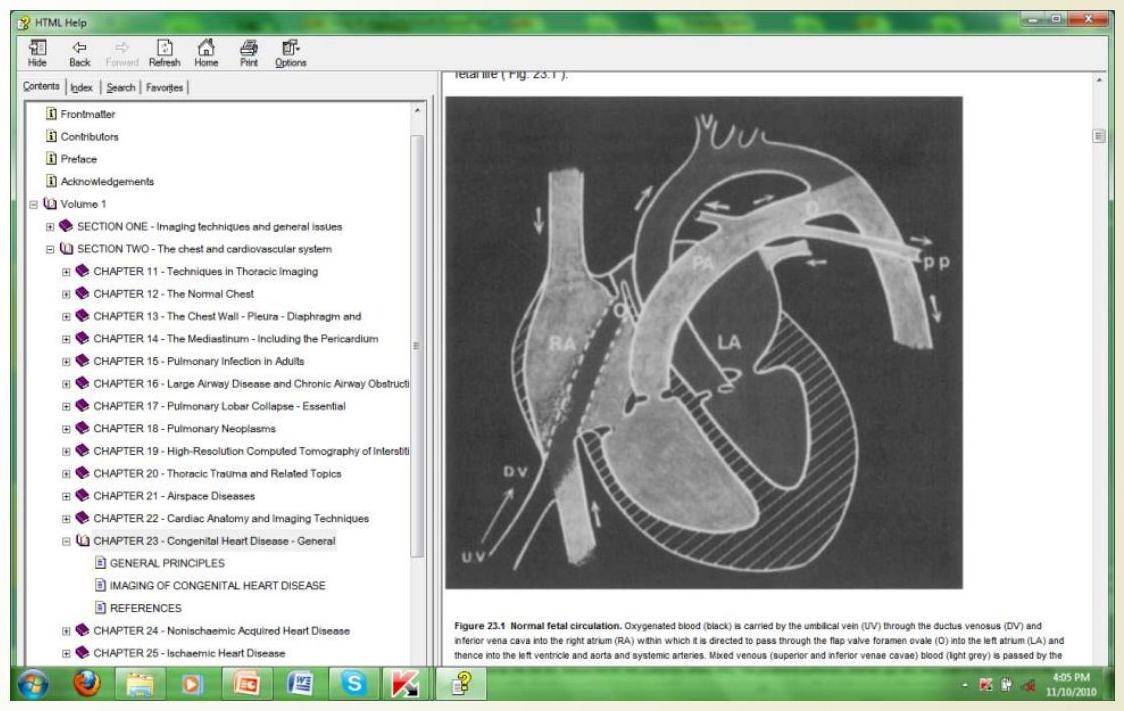 HTML Help
Hide Back Forward Refresh Home Print Options
Contents Index Search Favorites
Frontmatter
Contributors
Preface
Acknowledgements
Volume 1
SECTION ONE - Imaging techniques and general issues
SECTION TWO - The chest and cardiovascular system
CHAPTER 11 - Techniques in Thoracic Imaging
CHAPTER 12 - The Normal Chest
CHAPTER 13 - The Chest Wall - Pleura - Diaphragm and
CHAPTER 14 - The Mediastinum - Including the Pericardium
CHAPTER 15 - Pulmonary Infection in Adults
CHAPTER 16 - Large Airway Disease and Chronic Airway Obstructi
CHAPTER 17 - Pulmonary Lobar Collapse - Essential
CHAPTER 18 - Pulmonary Neoplasms
CHAPTER 19 - High-Resolution Computed Tomography of Interstiti
CHAPTER 20 - Thoracic Trauma and Related Topics
CHAPTER 21 - Airspace Diseases
CHAPTER 22 - Cardiac Anatomy and Imaging Techniques
CHAPTER 23 - Congenital Heart Disease - General
GENERAL PRINCIPLES
IMAGING OF CONGENITAL HEART DISEASE
REFERENCES
CHAPTER 24 - Nonischaemic Acquired Heart Disease
CHAPTER 25 - Ischaemic Heart Disease
fetal life ( Fig. 23.1 ).
D
PA
pp
O
RA
LA
D.V.
U.V
Figure 23.1 Normal fetal circulation. Oxygenated blood (black) is carried by the umbilical vein (UV) through the ductus venosus (DV) and
inferior vena cava into the right atrium (RA) within which it is directed to pass through the flap valve foramen ovale (O) into the left atrium (LA) and
thence into the left ventricle and aorta and systemic arteries. Mixed venous (superior and inferior venae cavae) blood (light grey) is passed by the
4:05 PM
11/10/2010